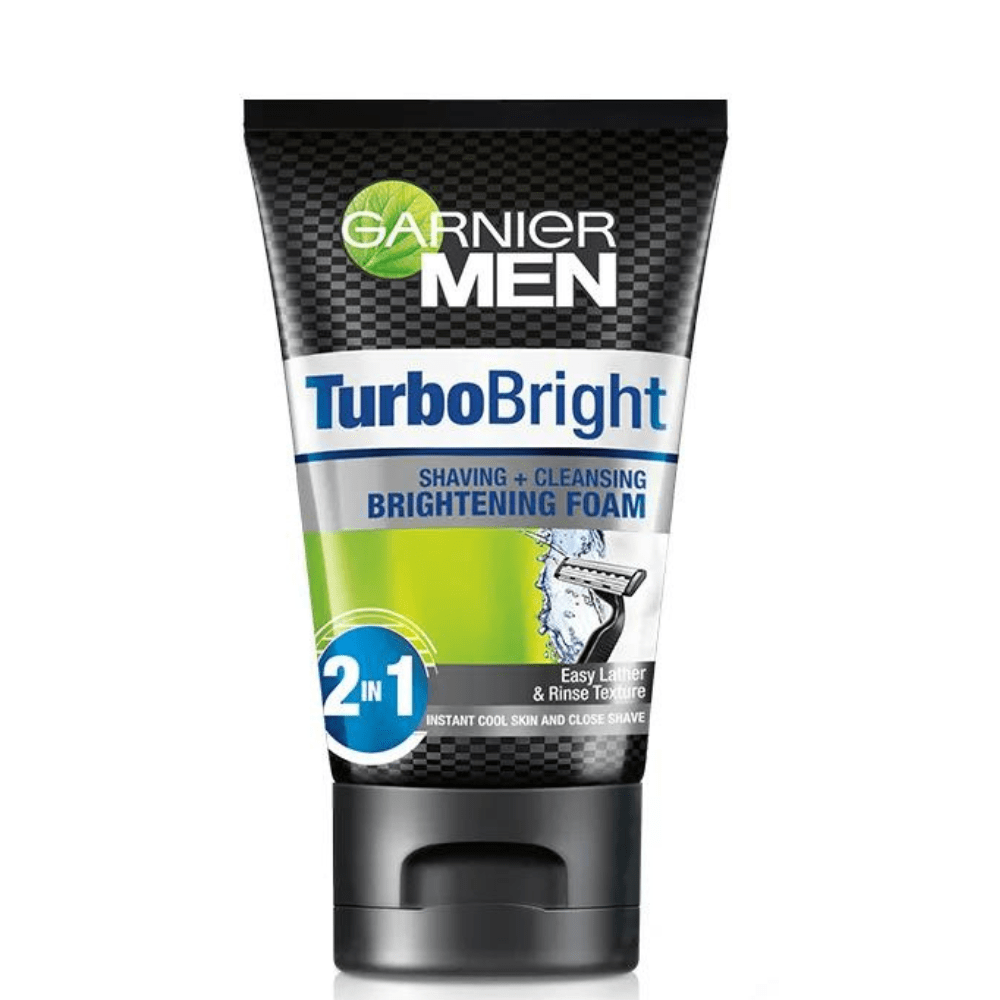 GARNIER
MEN
TurboBright
SHAVING + CLEANSING
BRIGHTENING FOAM
2 IN 1
Easy Lather
& Rinse Texture
INSTANT COOL SKIN AND CLOSE SHAVE